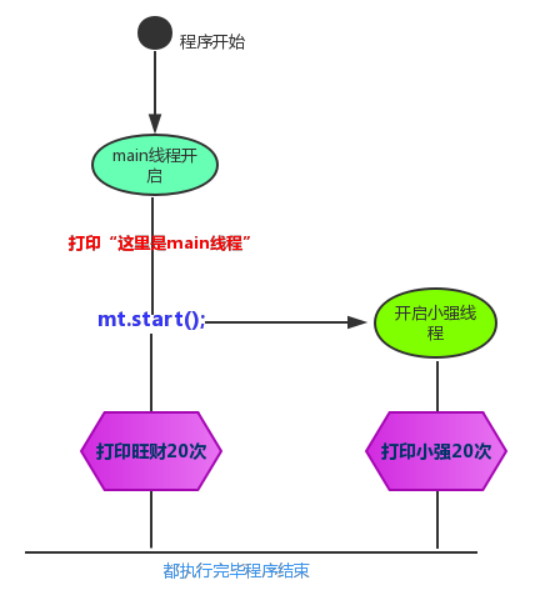 程序开始
main线程开
启
打印“这里是main线程”
mt.start();
开启小强线
程
打印旺财20次
打印小强20次
都执行完毕程序结束